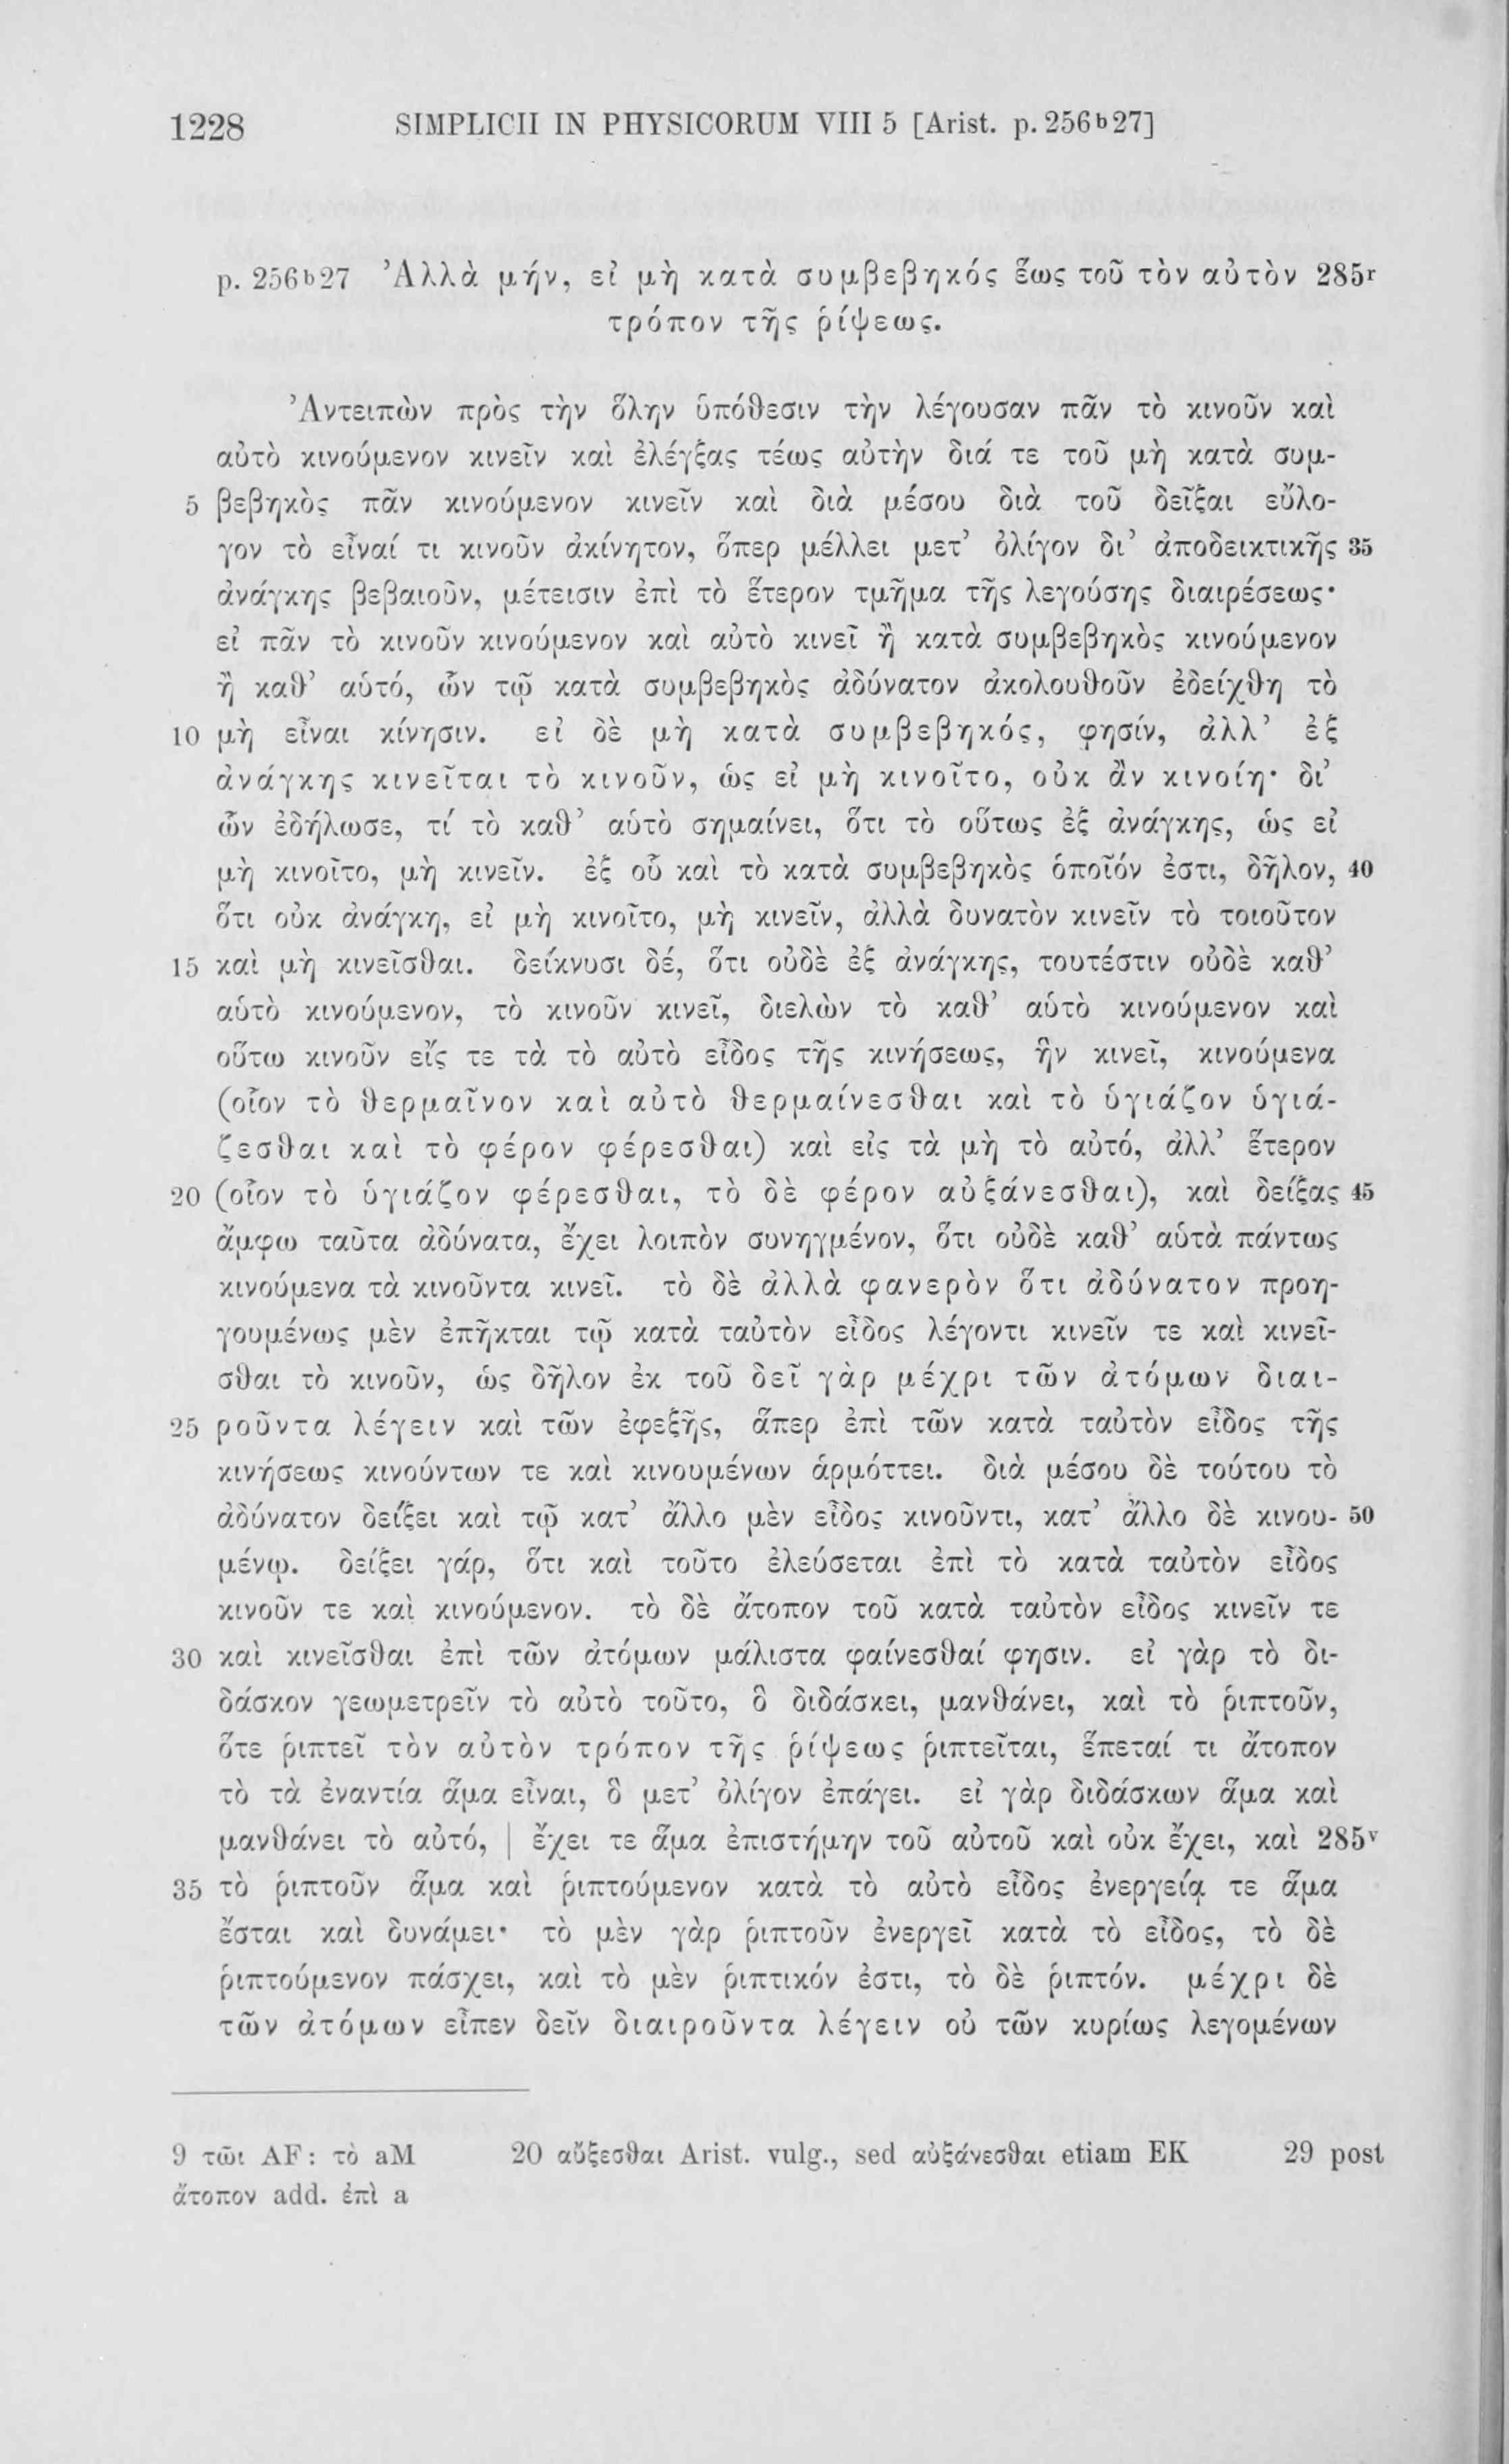 1228 SIMPLICII IN PHYSICORUM VIII 5 [Arist. p. 256ᵇ27]
p. 256ᵇ27 Ἀλλὰ μήν, εἰ μὴ κατὰ συμβεβηκός ἕως τοῦ τὸν αὐτὸν 285ʳ
τρόπον τῆς ῥίψεως.
Ἀντειπὼν πρὸς τὴν ὅλην ὑπόθεσιν τὴν λέγουσαν πᾶν τὸ κινοῦν καὶ
αὐτὸ κινούμενον κινεῖν καὶ ἐλέγξας τέως αὐτὴν διά τε τοῦ μὴ κατὰ συμ-
5 βεβηκὸς πᾶν κινούμενον κινεῖν καὶ διὰ μέσου διὰ τοῦ δεῖξαι εὔλο-
γον τὸ εἶναί τι κινοῦν ἀκίνητον, ὅπερ μέλλει μετ’ ὀλίγον δι’ ἀποδεικτικῆς 35
ἀνάγκης βεβαιοῦν, μέτεισιν ἐπὶ τὸ ἕτερον τμῆμα τῆς λεγούσης διαιρέσεως·
εἰ πᾶν τὸ κινοῦν κινούμενον καὶ αὐτὸ κινεῖ ἢ κατὰ συμβεβηκὸς κινούμενον
ἢ καθ’ αὑτό, ὧν τῷ κατὰ συμβεβηκὸς ἀδύνατον ἀκολουθοῦν ἐδείχθη τὸ
10 μὴ εἶναι κίνησιν. εἰ δὲ μὴ κατὰ συμβεβηκός, φησίν, ἀλλ’ ἐξ
ἀνάγκης κινεῖται τὸ κινοῦν, ὡς εἰ μὴ κινοῖτο, οὐκ ἂν κινοίη· δι’
ὧν ἐδήλωσε, τί τὸ καθ’ αὑτὸ σημαίνει, ὅτι τὸ οὕτως ἐξ ἀνάγκης, ὡς εἰ
μὴ κινοῖτο, μὴ κινεῖν. ἐξ οὗ καὶ τὸ κατὰ συμβεβηκὸς ὁποῖόν ἐστι, δῆλον, 40
ὅτι οὐκ ἀνάγκη, εἰ μὴ κινοῖτο, μὴ κινεῖν, ἀλλὰ δυνατὸν κινεῖν τὸ τοιοῦτον
15 καὶ μὴ κινεῖσθαι. δείκνυσι δέ, ὅτι οὐδὲ ἐξ ἀνάγκης, τουτέστιν οὐδὲ καθ’
αὑτὸ κινούμενον, τὸ κινοῦν κινεῖ, διελὼν τὸ καθ’ αὑτὸ κινούμενον καὶ
οὕτω κινοῦν εἴς τε τὰ τὸ αὐτὸ εἶδος τῆς κινήσεως, ἣν κινεῖ, κινούμενα
(οἷον τὸ θερμαῖνον καὶ αὐτὸ θερμαίνεσθαι καὶ τὸ ὑγιάζον ὑγιά-
ζεσθαι καὶ τὸ φέρον φέρεσθαι) καὶ εἰς τὰ μὴ τὸ αὐτό, ἀλλ’ ἕτερον
20 (οἷον τὸ ὑγιάζον φέρεσθαι, τὸ δὲ φέρον αὐξάνεσθαι), καὶ δείξας 45
ἄμφω ταῦτα ἀδύνατα, ἔχει λοιπὸν συνηγμένον, ὅτι οὐδὲ καθ’ αὑτὰ πάντως
κινούμενα τὰ κινοῦντα κινεῖ. τὸ δὲ ἀλλὰ φανερὸν ὅτι ἀδύνατον προη-
γουμένως μὲν ἐπῆκται τῷ κατὰ ταὐτὸν εἶδος λέγοντι κινεῖν τε καὶ κινεῖ-
σθαι τὸ κινοῦν, ὡς δῆλον ἐκ τοῦ δεῖ γὰρ μέχρι τῶν ἀτόμων διαι-
25 ροῦντα λέγειν καὶ τῶν ἐφεξῆς, ἅπερ ἐπὶ τῶν κατὰ ταὐτὸν εἶδος τῆς
κινήσεως κινούντων τε καὶ κινουμένων ἁρμόττει. διὰ μέσου δὲ τούτου τὸ
ἀδύνατον δείξει καὶ τῷ κατ’ ἄλλο μὲν εἶδος κινοῦντι, κατ’ ἄλλο δὲ κινου- 50
μένῳ. δείξει γάρ, ὅτι καὶ τοῦτο ἐλεύσεται ἐπὶ τὸ κατὰ ταὐτὸν εἶδος
κινοῦν τε καὶ κινούμενον. τὸ δὲ ἄτοπον τοῦ κατὰ ταὐτὸν εἶδος κινεῖν τε
30 καὶ κινεῖσθαι ἐπὶ τῶν ἀτόμων μάλιστα φαίνεσθαί φησιν. εἰ γὰρ τὸ δι-
δάσκον γεωμετρεῖν τὸ αὐτὸ τοῦτο, ὃ διδάσκει, μανθάνει, καὶ τὸ ῥιπτοῦν,
ὅτε ῥιπτεῖ τὸν αὐτὸν τρόπον τῆς ῥίψεως ῥιπτεῖται, ἕπεταί τι ἄτοπον
τὸ τὰ ἐναντία ἅμα εἶναι, ὃ μετ’ ὀλίγον ἐπάγει. εἰ γὰρ διδάσκων ἅμα καὶ
μανθάνει τὸ αὐτό, | ἔχει τε ἅμα ἐπιστήμην τοῦ αὐτοῦ καὶ οὐκ ἔχει, καὶ 285ᵛ
35 τὸ ῥιπτοῦν ἅμα καὶ ῥιπτούμενον κατὰ τὸ αὐτὸ εἶδος ἐνεργείᾳ τε ἅμα
ἔσται καὶ δυνάμει· τὸ μὲν γὰρ ῥιπτοῦν ἐνεργεῖ κατὰ τὸ εἶδος, τὸ δὲ
ῥιπτούμενον πάσχει, καὶ τὸ μὲν ῥιπτικόν ἐστι, τὸ δὲ ῥιπτόν. μέχρι δὲ
τῶν ἀτόμων εἶπεν δεῖν διαιροῦντα λέγειν οὐ τῶν κυρίως λεγομένων
9 τῶι AF: τὸ aM 20 αὔξεσθαι Arist. vulg., sed αὐξάνεσθαι etiam EK 29 post
ἄτοπον add. ἐπὶ a